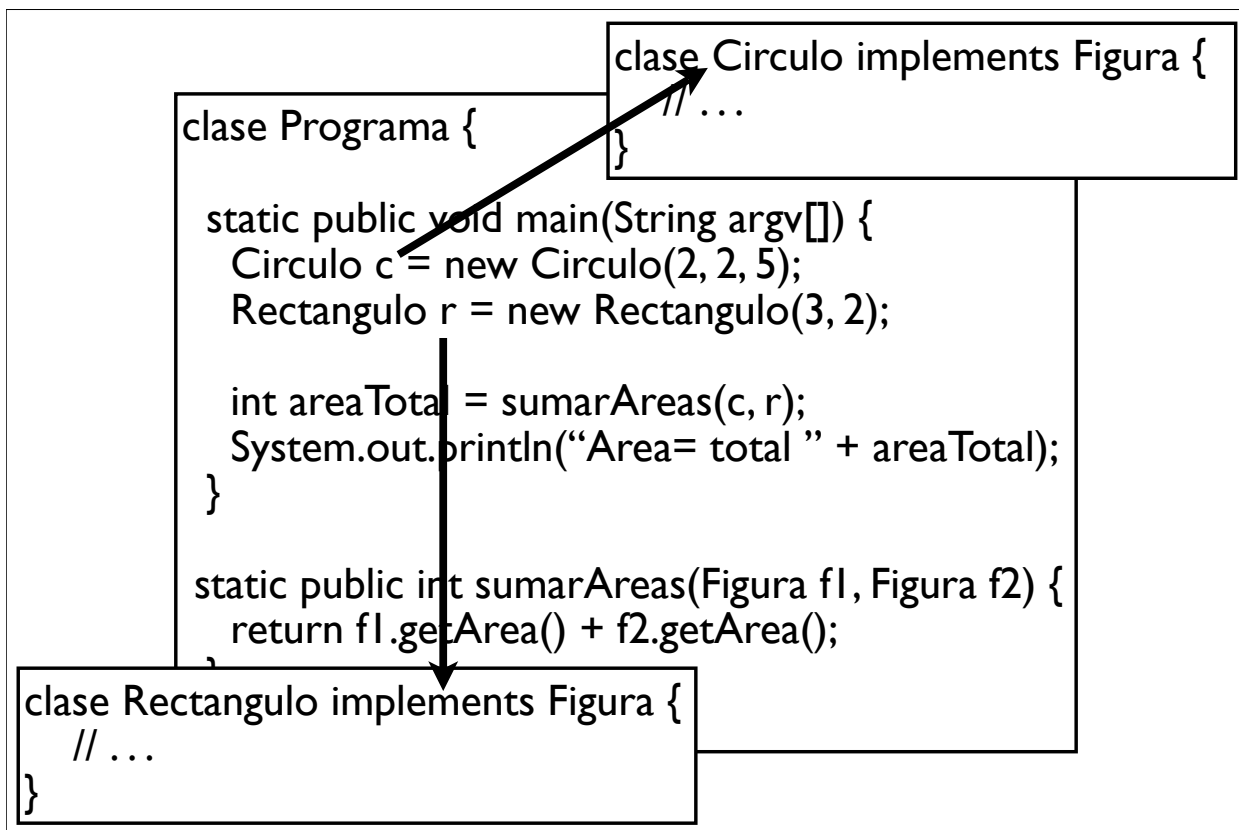 clase Circulo implements Figura {
// . . .
}
clase Programa {
static public void main(String argv[]) {
Circulo c = new Circulo(2, 2, 5);
Rectangulo r = new Rectangulo(3, 2);
int areaTotal = sumarAreas(c, r);
System.out.println(“Area= total ” + areaTotal);
}
static public int sumarAreas(Figura f1, Figura f2) {
return f1.getArea() + f2.getArea();
}
clase Rectangulo implements Figura {
// . . .
}